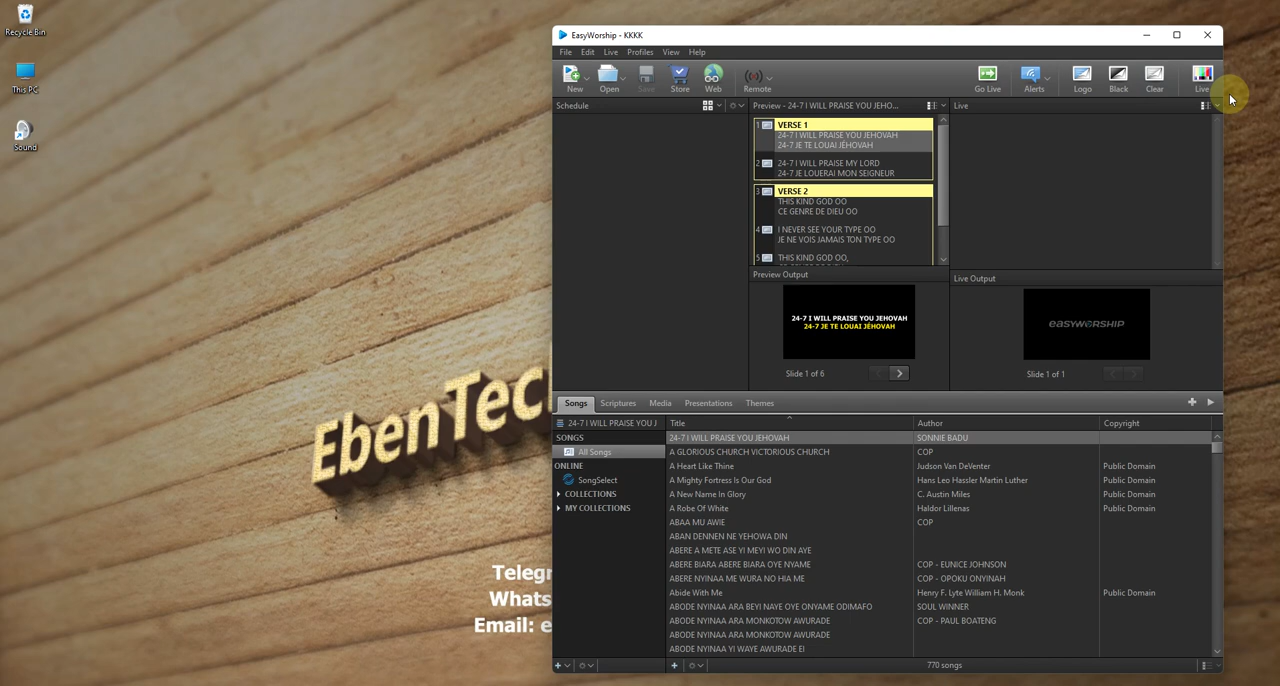 Recycle Bin
This PC
Sound
EbenTec
Telegr
Whats
Email: e
EasyWorship - KKKK
File Edit Live Profiles View Help
New Open Save Store Web Remote Go Live Alerts Logo Black Clear Live
Schedule
Preview - 24-7 I WILL PRAISE YOU JEHO...
Live
1 VERSE 1
24-7 I WILL PRAISE YOU JEHOVAH
24-7 JE TE LOUAI JÉHOVAH
2 24-7 I WILL PRAISE MY LORD
24-7 JE LOUERAI MON SEIGNEUR
3 VERSE 2
THIS KIND GOD OO
CE GENRE DE DIEU OO
4 I NEVER SEE YOUR TYPE OO
JE NE VOIS JAMAIS TON TYPE OO
5 THIS KIND GOD OO,
Preview Output
24-7 I WILL PRAISE YOU JEHOVAH
24-7 JE TE LOUAI JÉHOVAH
Slide 1 of 6
Live Output
EASYWORSHIP
Slide 1 of 1
Songs Scriptures Media Presentations Themes
24-7 I WILL PRAISE YOU J
SONGS
All Songs
ONLINE
SongSelect
COLLECTIONS
MY COLLECTIONS
Title Author Copyright
24-7 I WILL PRAISE YOU JEHOVAH SONNIE BADU
A GLORIOUS CHURCH VICTORIOUS CHURCH COP
A Heart Like Thine Judson Van DeVenter Public Domain
A Mighty Fortress Is Our God Hans Leo Hassler Martin Luther Public Domain
A New Name In Glory C. Austin Miles Public Domain
A Robe Of White Haldor Lillenas Public Domain
ABAA MU AWIE COP
ABAN DENNEN NE YEHOWA DIN
ABERE A METE ASE YI MEYI WO DIN AYE
ABERE BIARA ABERE BIARA OYE NYAME COP - EUNICE JOHNSON
ABERE NYINAA ME WURA NO HIA ME COP - OPOKU ONYINAH
Abide With Me Henry F. Lyte William H. Monk Public Domain
ABODE NYINAA ARA BEYI NAYE OYE ONYAME ODIMAFO SOUL WINNER
ABODE NYINAA ARA MONKOTOW AWURADE COP - PAUL BOATENG
ABODE NYINAA ARA MONKOTOW AWURADE
ABODE NYINAA YI WAYE AWURADE EI
770 songs